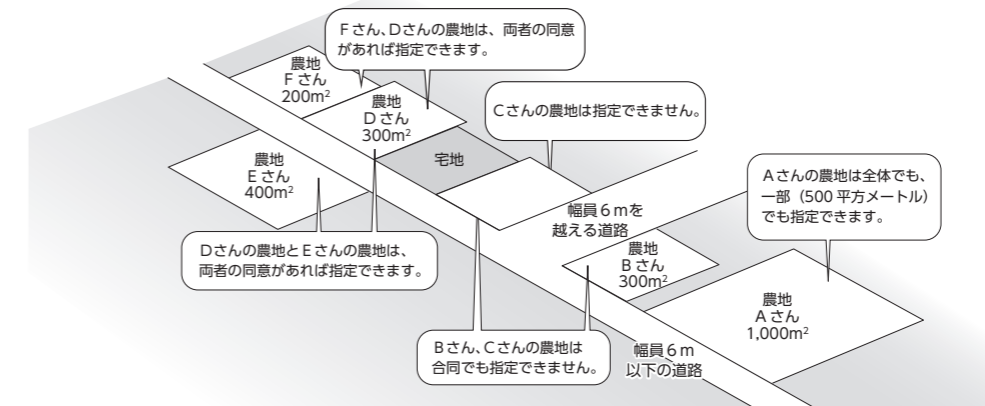 Fさん、Dさんの農地は、両者の同意
があれば指定できます。
農地
Fさん
200m²
農地
Dさん
300m²
Cさんの農地は指定できません。
宅地
農地
Eさん
400m²
Aさんの農地は全体でも、
一部（500 平方メートル）
でも指定できます。
幅員６mを
越える道路
Dさんの農地とEさんの農地は、
両者の同意があれば指定できます。
農地
Bさん
300m²
農地
Aさん
1,000m²
Bさん、Cさんの農地は
合同でも指定できません。
幅員６m
以下の道路